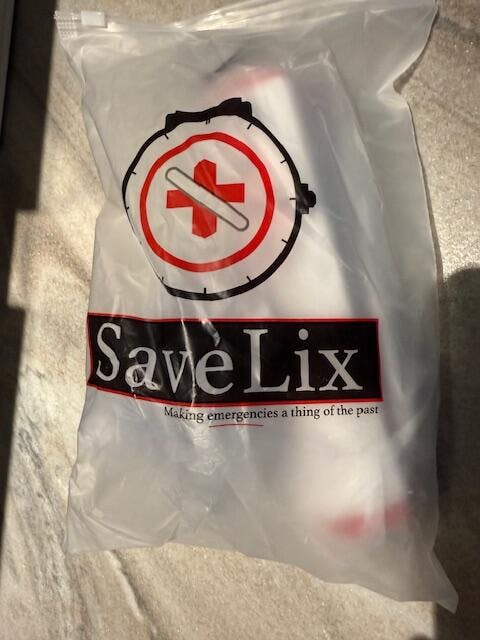 SaveLix
Making emergencies a thing of the past